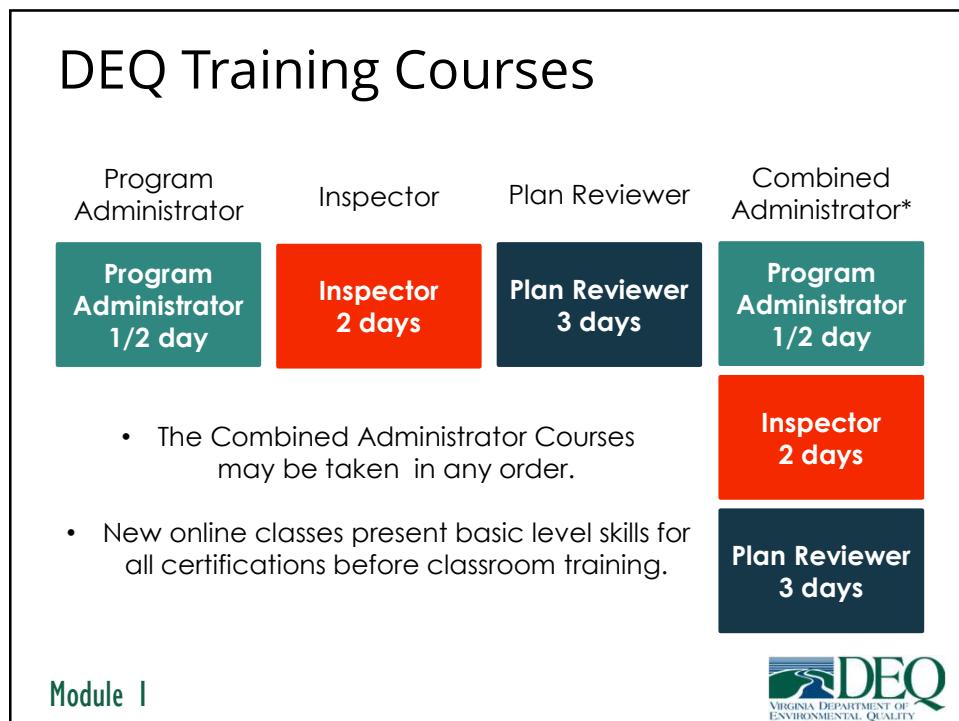 DEQ Training Courses
Program
Administrator
Inspector
Plan Reviewer
Combined
Administrator*
Program
Administrator
1/2 day
Inspector
2 days
Plan Reviewer
3 days
Program
Administrator
1/2 day
Inspector
2 days
Plan Reviewer
3 days
• The Combined Administrator Courses
may be taken in any order.
• New online classes present basic level skills for
all certifications before classroom training.
Module 1
DEQ
VIRGINIA DEPARTMENT OF
ENVIRONMENTAL QUALITY